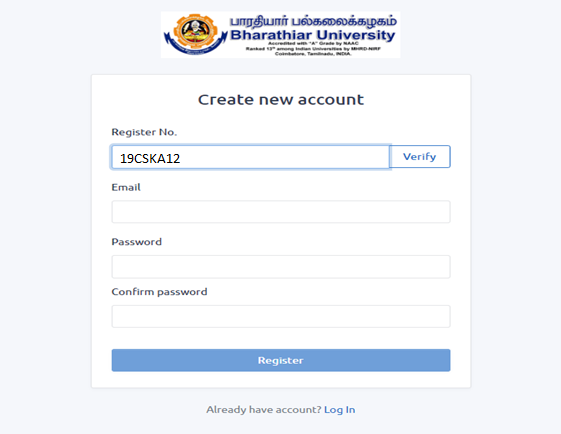 பாரதியார் பல்கலைக்கழகம்
Bharathiar University
Accredited with "A" Grade by NAAC
Ranked 13th among Indian Universities by MHRD-NIRF
Coimbatore, Tamilnadu, INDIA.
Create new account
Register No.
19CSKA12 Verify
Email
Password
Confirm password
Register
Already have account? Log In